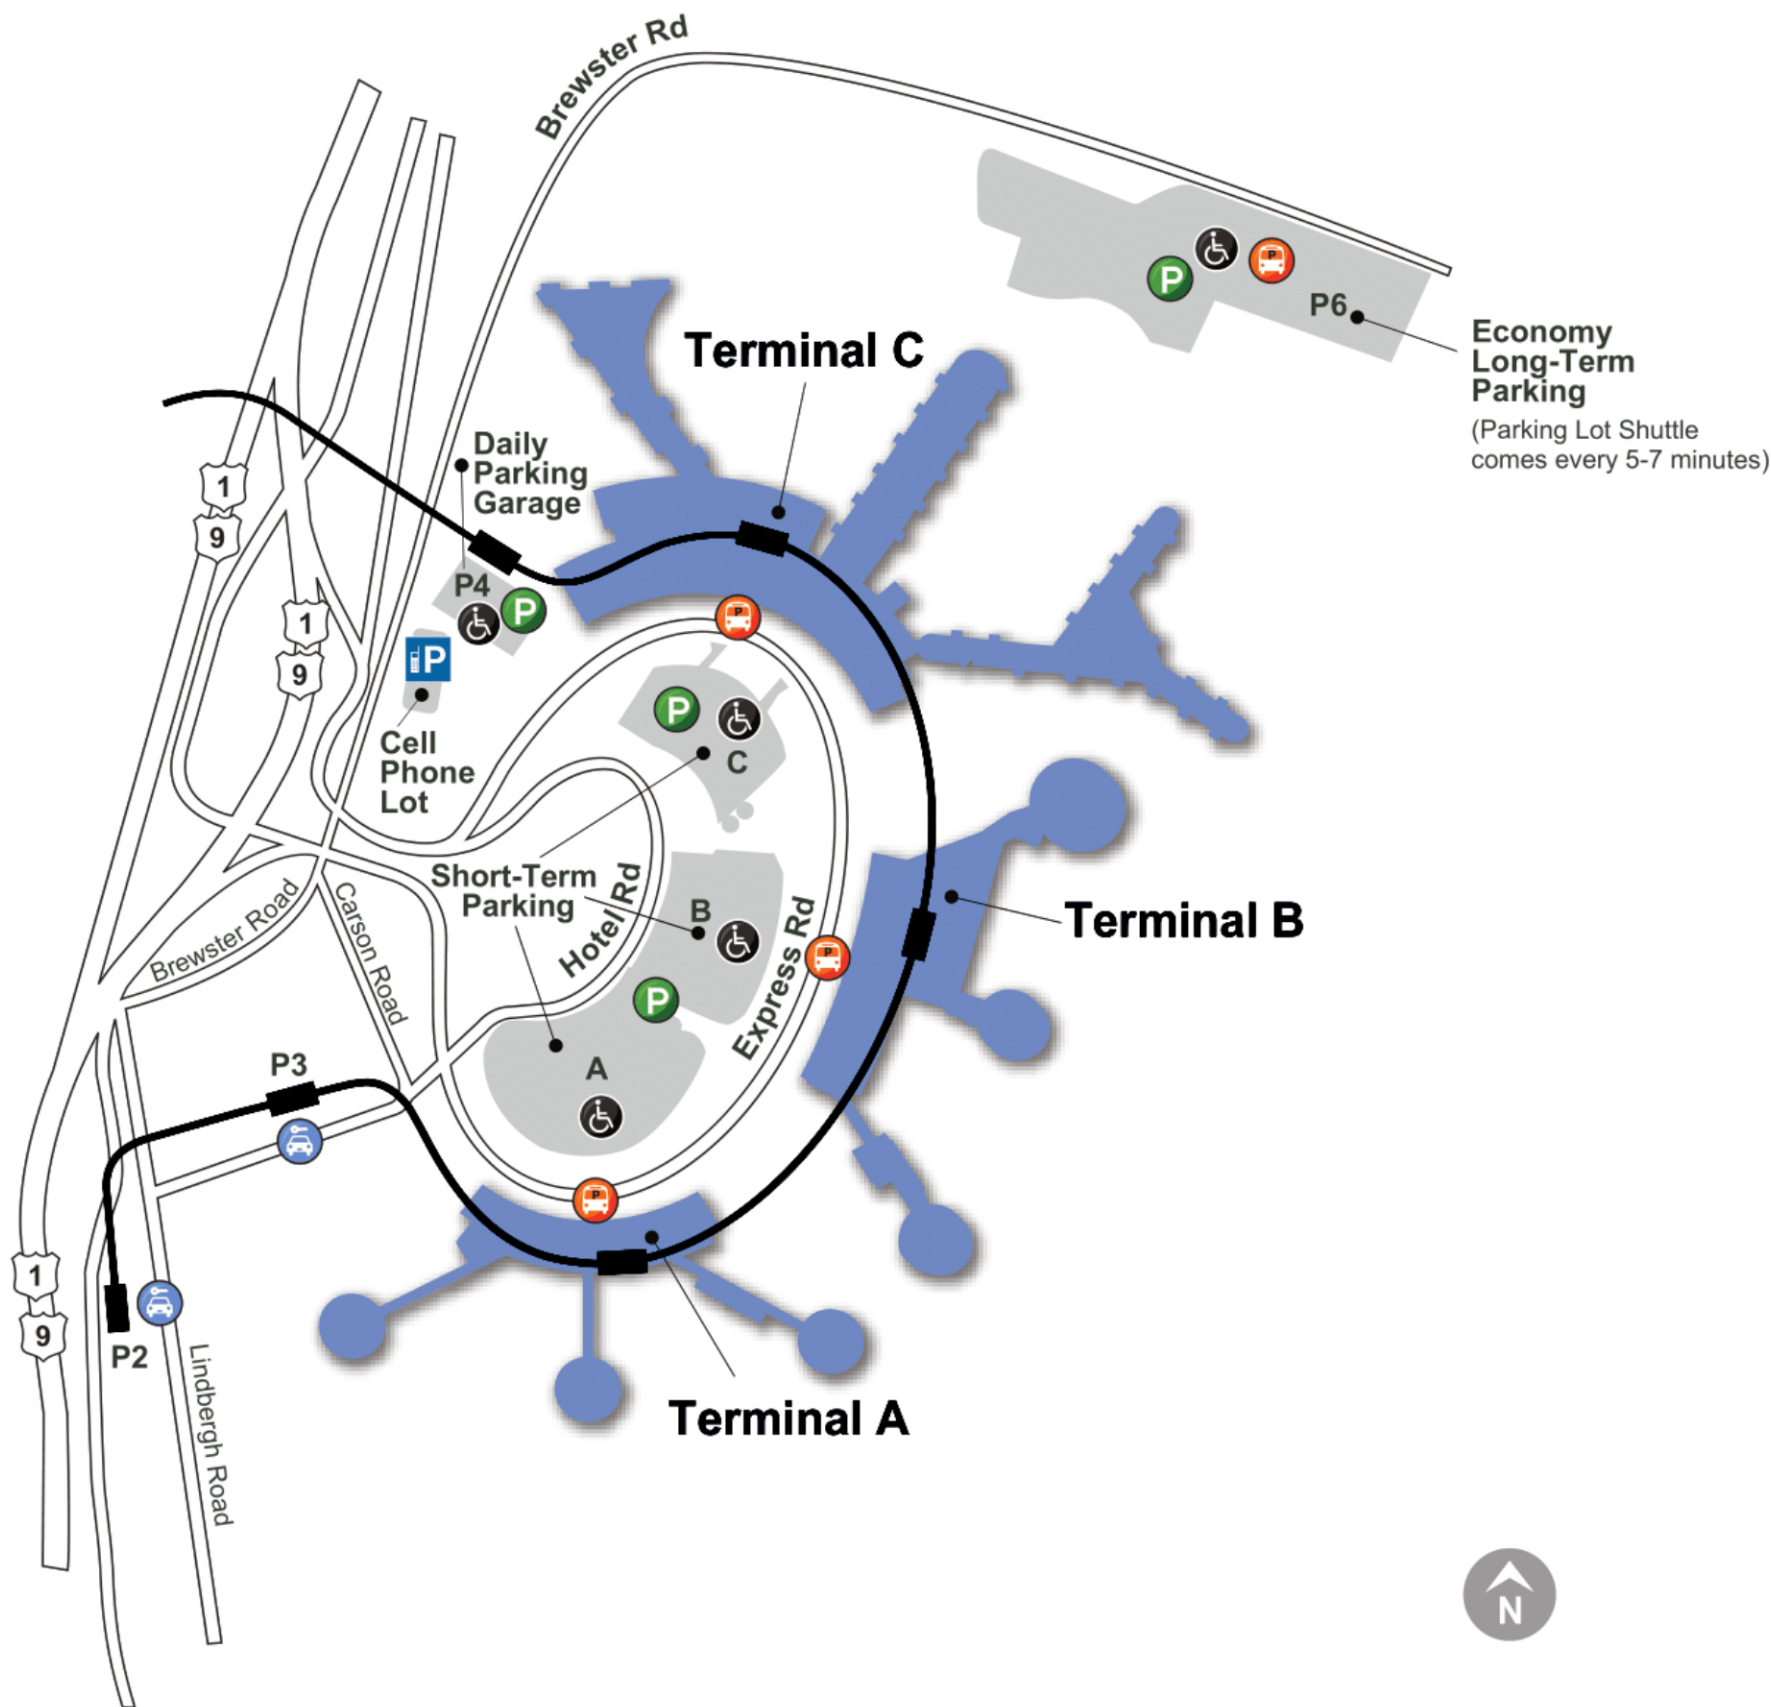 Brewster Rd
P
P
P6
Economy
Long-Term
Parking
(Parking Lot Shuttle
comes every 5-7 minutes)
Terminal C
Daily
Parking
Garage
1
9
P4
P
P
1
9
P
P
C
Cell
Phone
Lot
Short-Term
Parking
Hotel Rd
B
P
P
Express Rd
Terminal B
Brewster Road
Carson Road
P3
A
P
1
9
P2
Lindbergh Road
Terminal A
N